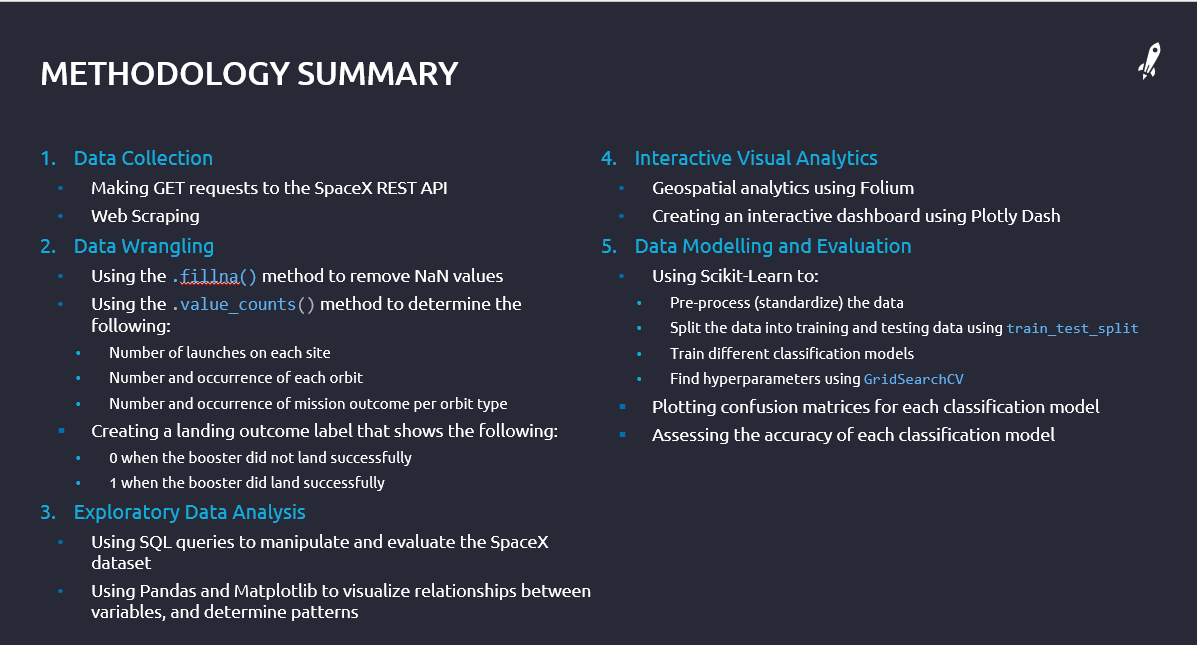 METHODOLOGY SUMMARY
1. Data Collection
Making GET requests to the SpaceX REST API
Web Scraping
2. Data Wrangling
Using the .fillna() method to remove NaN values
Using the .value_counts() method to determine the
following:
Number of launches on each site
Number and occurrence of each orbit
Number and occurrence of mission outcome per orbit type
Creating a landing outcome label that shows the following:
0 when the booster did not land successfully
1 when the booster did land successfully
3. Exploratory Data Analysis
Using SQL queries to manipulate and evaluate the SpaceX
dataset
Using Pandas and Matplotlib to visualize relationships between
variables, and determine patterns
4. Interactive Visual Analytics
Geospatial analytics using Folium
Creating an interactive dashboard using Plotly Dash
5. Data Modelling and Evaluation
Using Scikit-Learn to:
Pre-process (standardize) the data
Split the data into training and testing data using train_test_split
Train different classification models
Find hyperparameters using GridSearchCV
Plotting confusion matrices for each classification model
Assessing the accuracy of each classification model